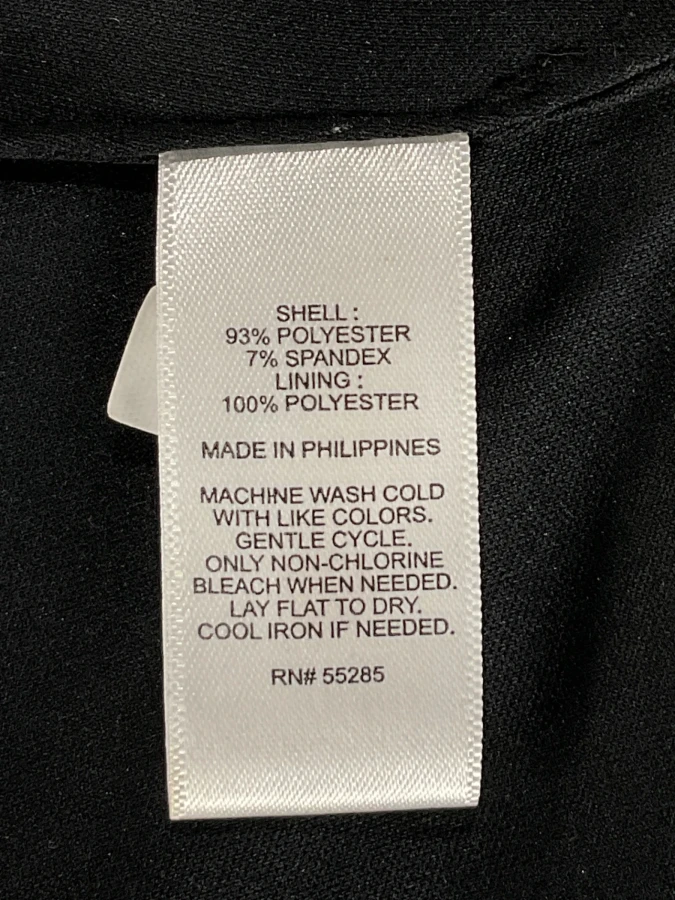 SHELL :
93% POLYESTER
7% SPANDEX
LINING :
100% POLYESTER
MADE IN PHILIPPINES
MACHINE WASH COLD
WITH LIKE COLORS.
GENTLE CYCLE.
ONLY NON-CHLORINE
BLEACH WHEN NEEDED.
LAY FLAT TO DRY.
COOL IRON IF NEEDED.
RN# 55285